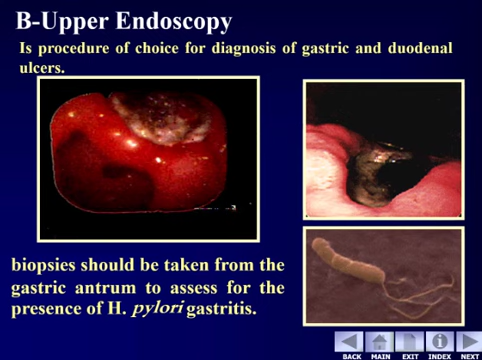 B-Upper Endoscopy
Is procedure of choice for diagnosis of gastric and duodenal
ulcers.
biopsies should be taken from the
gastric antrum to assess for the
presence of H. pylori gastritis.
BACK MAIN EXIT INDEX NEXT